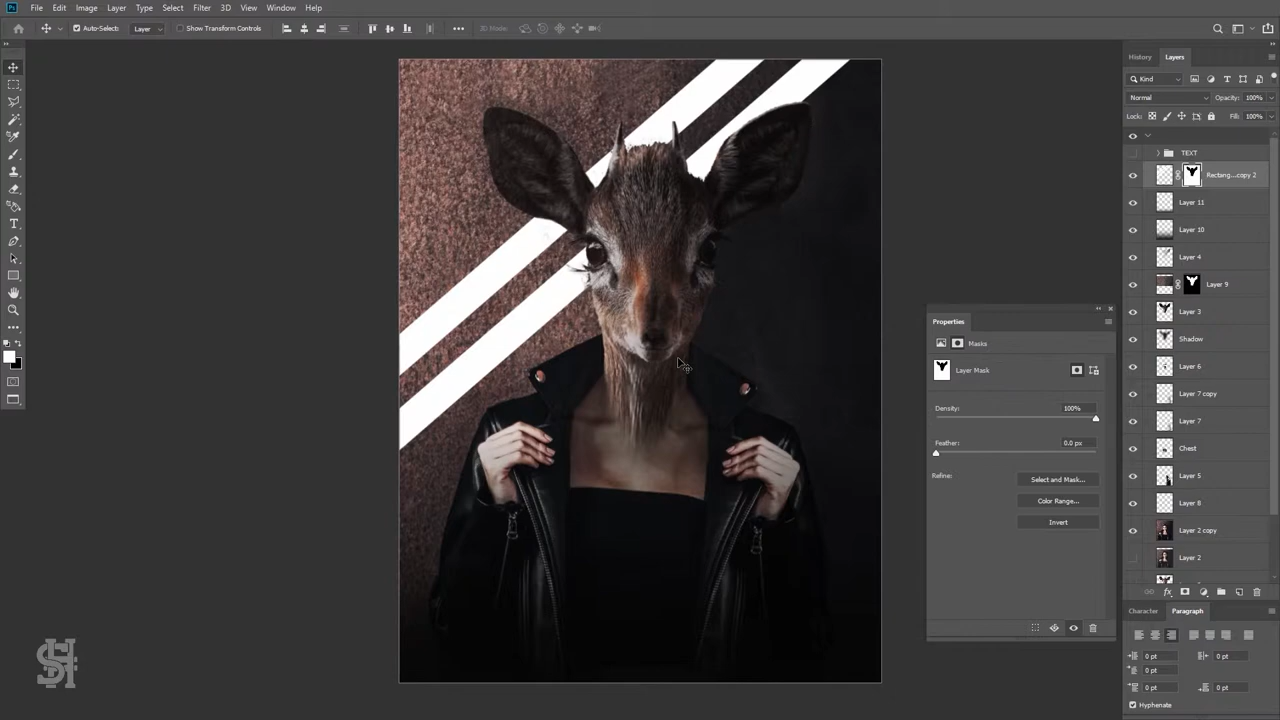 Ps File Edit Image Layer Type Select Filter 3D View Window Help
Auto-Select: Layer Show Transform Controls 3D Mode:
History Layers
Kind
Normal Opacity: 100%
Lock: Fill: 100%
TEXT
Rectang...copy 2
Layer 11
Layer 10
Layer 4
Layer 9
Layer 3
Shadow
Layer 6
Layer 7 copy
Layer 7
Chest
Layer 5
Layer 8
Layer 2 copy
Layer 2
Properties
Masks
Layer Mask
Density: 100%
Feather: 0.0 px
Refine: Select and Mask...
Color Range...
Invert
Character Paragraph
0 pt 0 pt
0 pt
0 pt 0 pt
Hyphenate